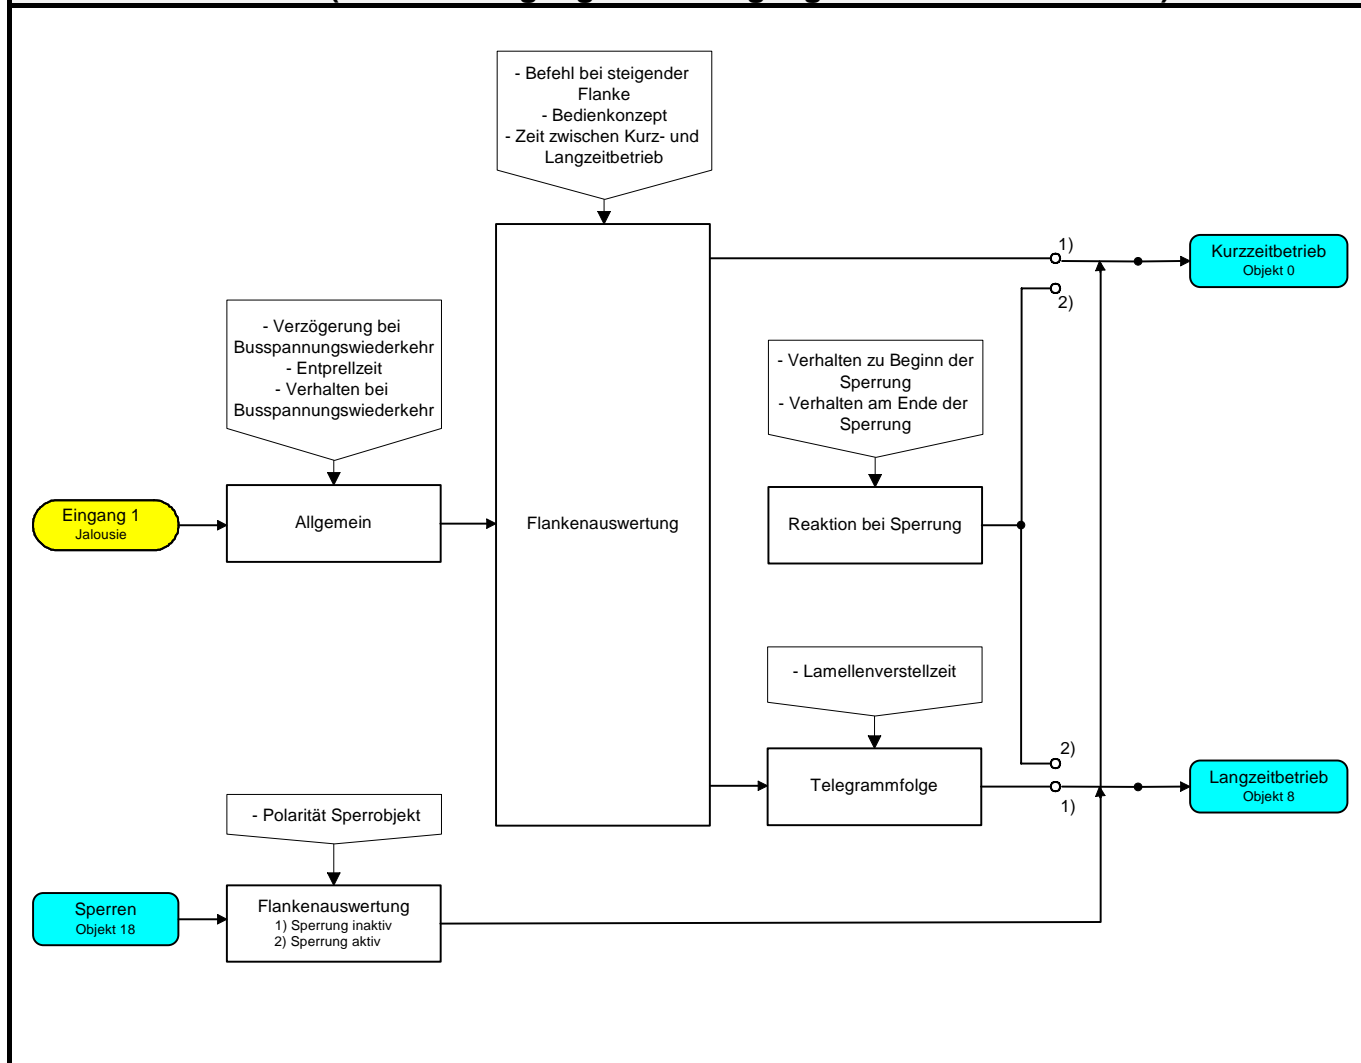 - Befehl bei steigender
Flanke
- Bedienkonzept
- Zeit zwischen Kurz- und
Langzeitbetrieb
1)
Kurzzeitbetrieb
Objekt 0
2)
- Verzögerung bei
Busspannungswiederkehr
- Entprellzeit
- Verhalten bei
Busspannungswiederkehr
- Verhalten zu Beginn der
Sperrung
- Verhalten am Ende der
Sperrung
Eingang 1
Jalousie
Allgemein
Flankenauswertung
Reaktion bei Sperrung
- Lamellenverstellzeit
2)
Telegrammfolge
1)
Langzeitbetrieb
Objekt 8
- Polarität Sperrobjekt
Sperren
Objekt 18
Flankenauswertung
1) Sperrung inaktiv
2) Sperrung aktiv